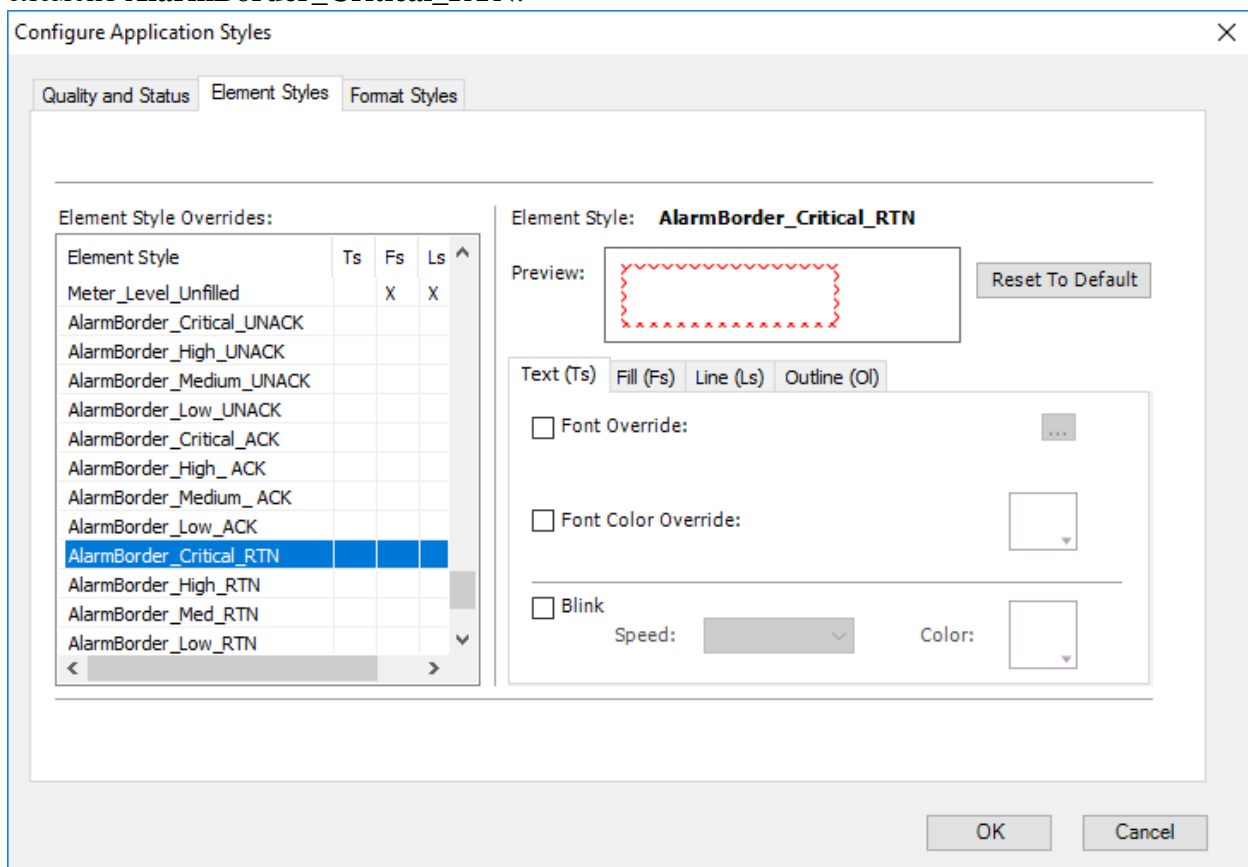 Configure Application Styles
Quality and Status Element Styles Format Styles
Element Style Overrides:
Element Style Ts Fs Ls
Meter_Level_Unfilled X X
AlarmBorder_Critical_UNACK
AlarmBorder_High_UNACK
AlarmBorder_Medium_UNACK
AlarmBorder_Low_UNACK
AlarmBorder_Critical_ACK
AlarmBorder_High_ ACK
AlarmBorder_Medium_ ACK
AlarmBorder_Low_ACK
AlarmBorder_Critical_RTN
AlarmBorder_High_RTN
AlarmBorder_Med_RTN
AlarmBorder_Low_RTN
Element Style: AlarmBorder_Critical_RTN
Preview:
Reset To Default
Text (Ts) Fill (Fs) Line (Ls) Outline (Ol)
Font Override:
...
Font Color Override:
Blink
Speed: Color:
OK Cancel